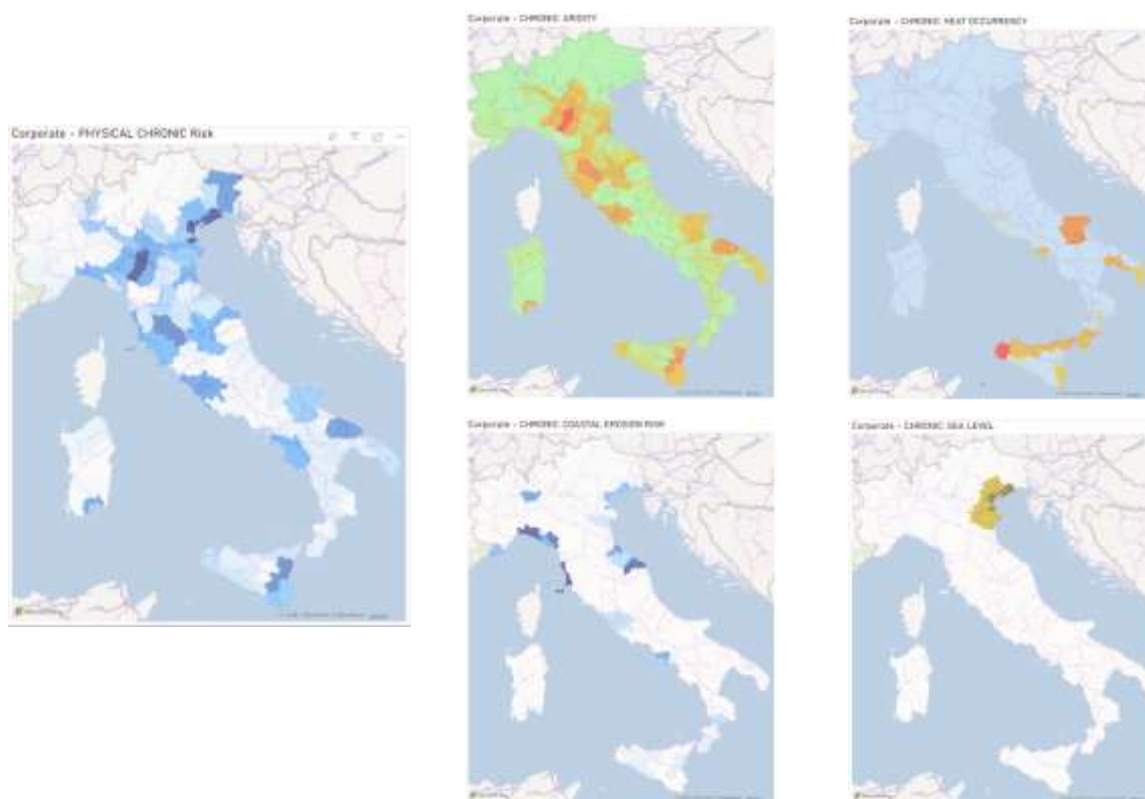 Corporate - PHYSICAL CHRONIC Risk
Corporate - CHRONIC ARIDITY
Corporate - CHRONIC HEAT OCCURRENCY
Corporate - CHRONIC COASTAL EROSION RISK
Corporate - CHRONIC SEA LEVEL